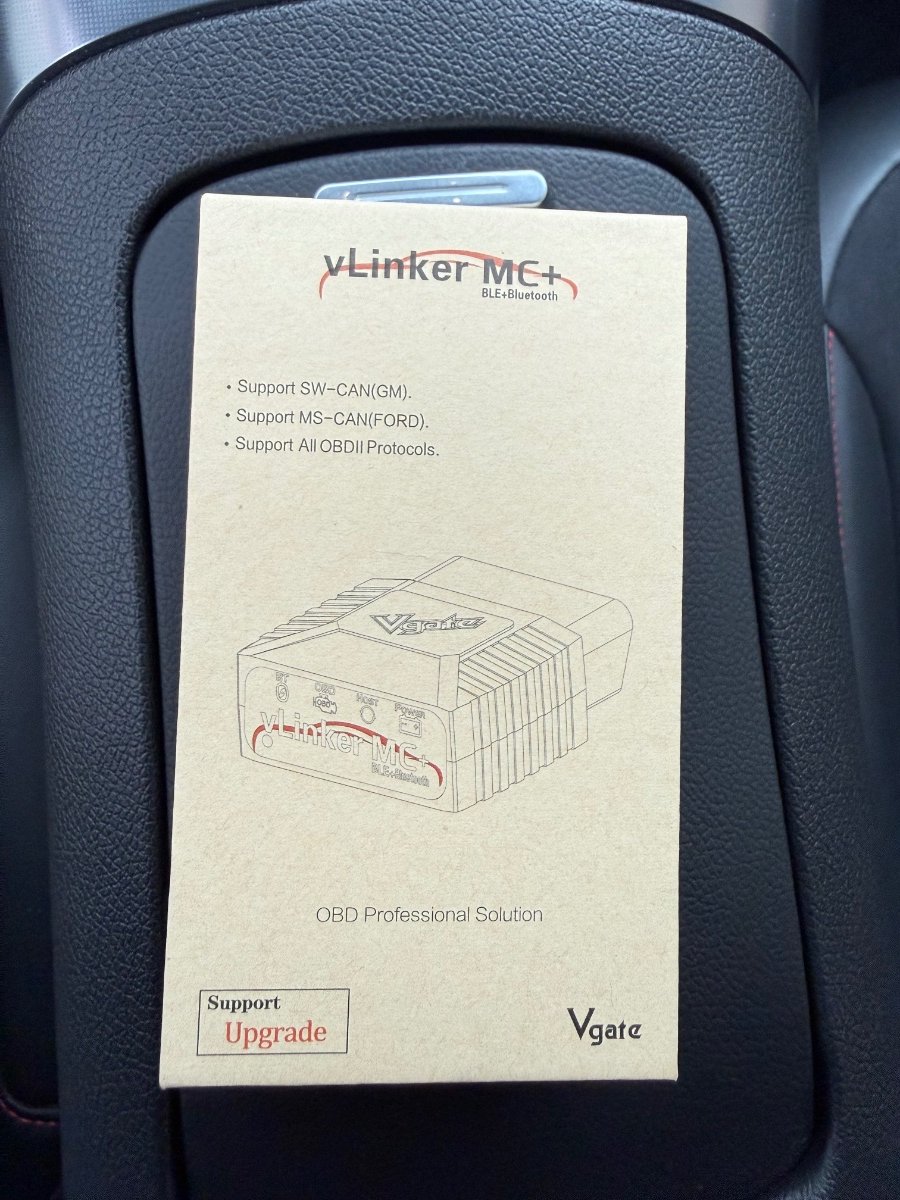 vLinker MC+
BLE+Bluetooth
• Support SW-CAN(GM).
• Support MS-CAN(FORD).
• Support All OBDII Protocols.
Vgate
BT
OBD
HOST
POWER
vLinker MC+
BLE+Bluetooth
OBD Professional Solution
Support
Upgrade
Vgate